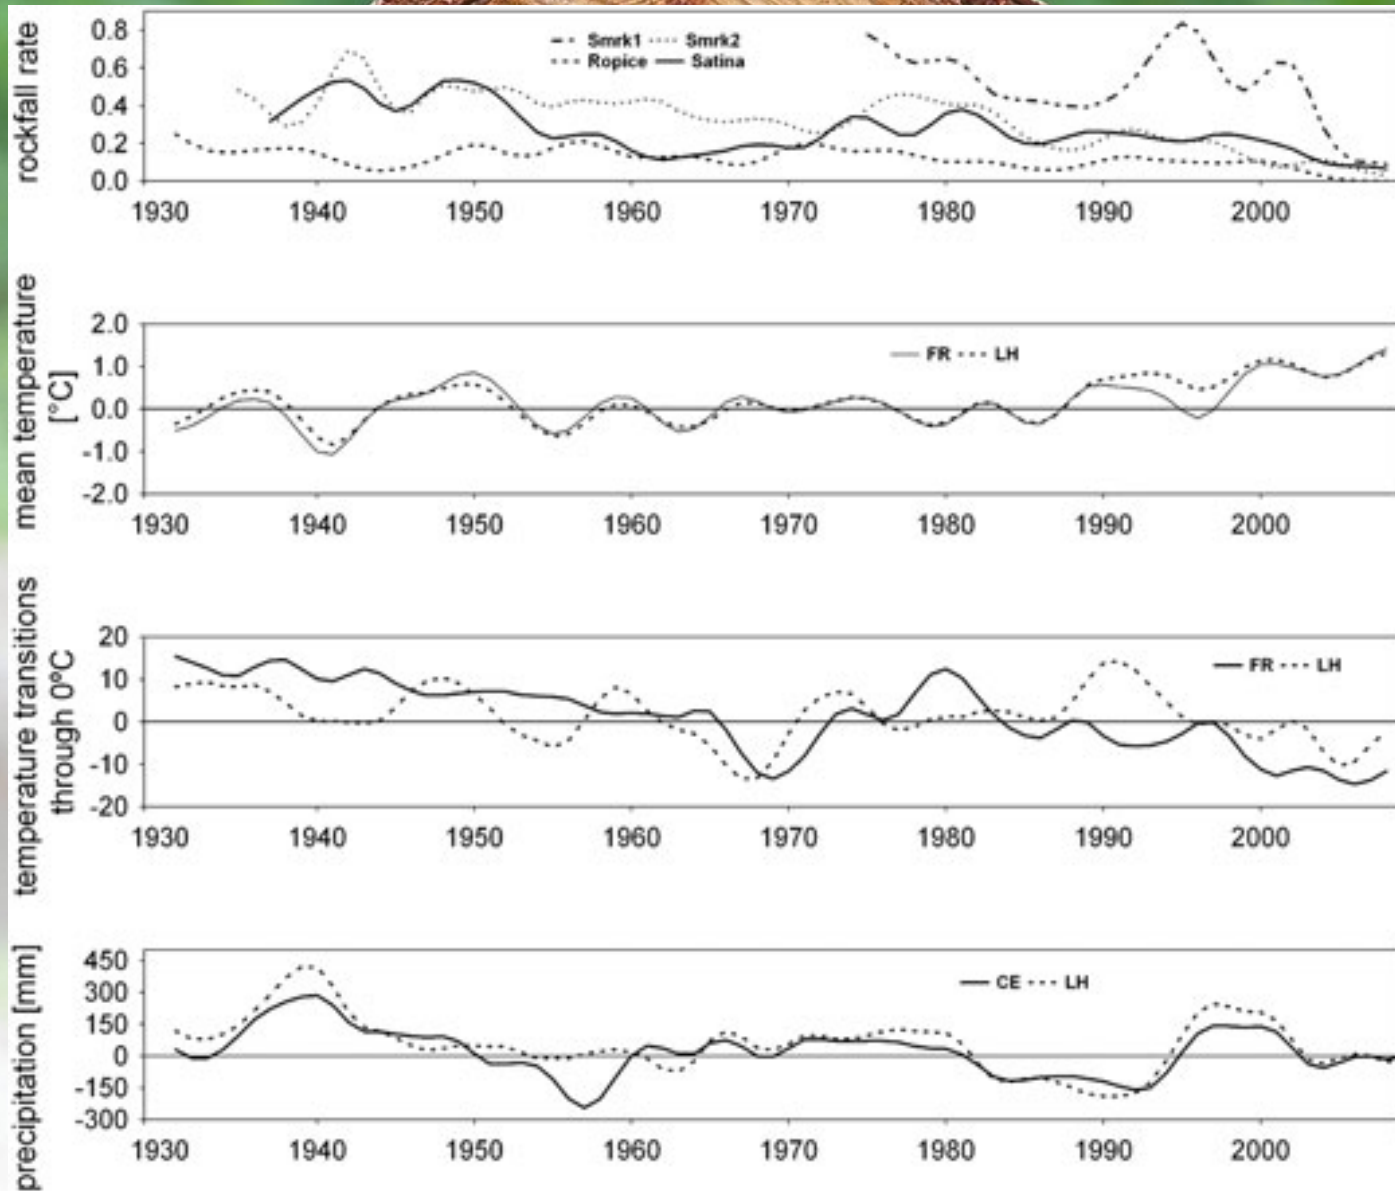 rockfall rate
0.8
0.6
0.4
0.2
0.0
Smrk1 Smrk2
Ropice Satina
1930 1940 1950 1960 1970 1980 1990 2000
mean temperature
[°C]
2.0
1.0
0.0
-1.0
-2.0
FR LH
1930 1940 1950 1960 1970 1980 1990 2000
temperature transitions
through 0°C
20
10
0
-10
-20
FR LH
1930 1940 1950 1960 1970 1980 1990 2000
precipitation [mm]
450
300
150
0
-150
-300
CE LH
1930 1940 1950 1960 1970 1980 1990 2000